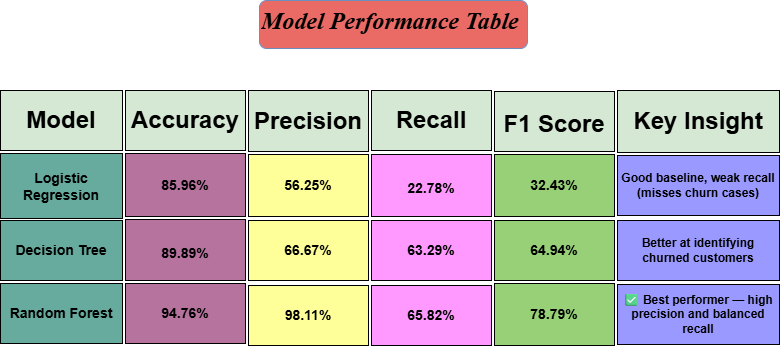 Model Performance Table
Model Accuracy Precision Recall F1 Score Key Insight
Logistic
Regression
85.96% 56.25% 22.78% 32.43%
Good baseline, weak recall
(misses churn cases)
Decision Tree 89.89% 66.67% 63.29% 64.94%
Better at identifying
churned customers
Random Forest 94.76% 98.11% 65.82% 78.79%
✅ Best performer — high
precision and balanced
recall